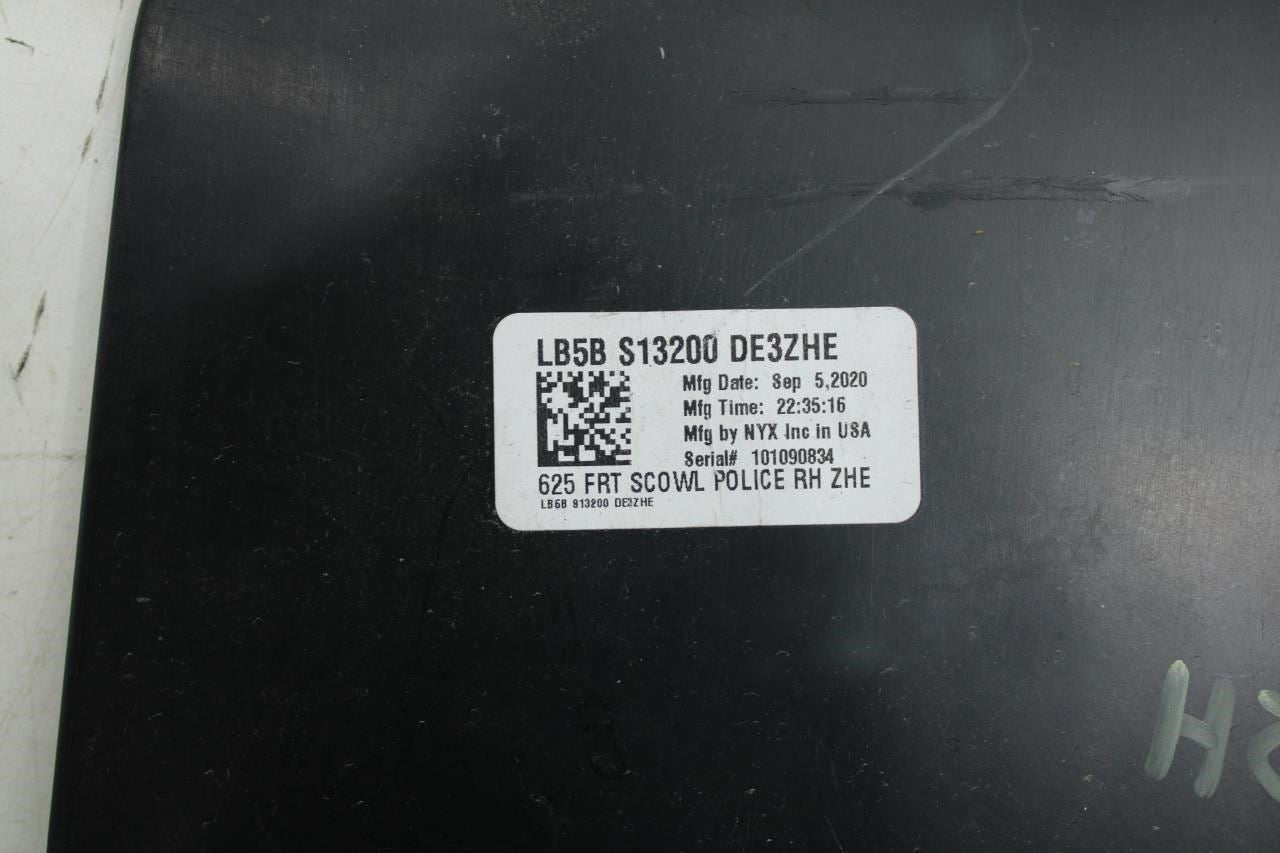 LB5B S13200 DE3ZHE
Mfg Date: Sep 5,2020
Mfg Time: 22:35:16
Mfg by NYX Inc in USA
Serial# 101090834
625 FRT SCOWL POLICE RH ZHE
LB5B S13200 DE3ZHE
H